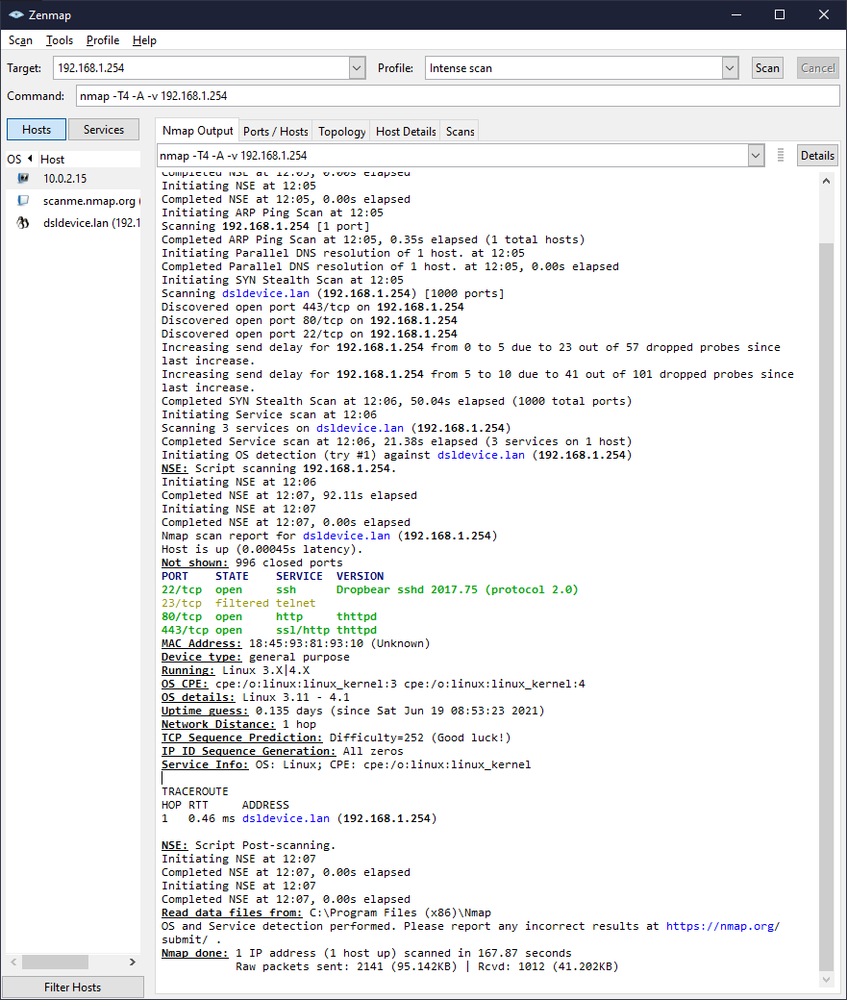 Zenmap
Scan Tools Profile Help
Target: 192.168.1.254 Profile: Intense scan Scan Cancel
Command: nmap -T4 -A -v 192.168.1.254
Hosts Services
OS Host
10.0.2.15
scanme.nmap.org (
dsldevice.lan (192.1
Filter Hosts
Nmap Output Ports / Hosts Topology Host Details Scans
nmap -T4 -A -v 192.168.1.254 Details
Completed NSE at 12:05, 0.00s elapsed
Initiating NSE at 12:05
Completed NSE at 12:05, 0.00s elapsed
Initiating ARP Ping Scan at 12:05
Scanning 192.168.1.254 [1 port]
Completed ARP Ping Scan at 12:05, 0.35s elapsed (1 total hosts)
Initiating Parallel DNS resolution of 1 host. at 12:05
Completed Parallel DNS resolution of 1 host. at 12:05, 0.00s elapsed
Initiating SYN Stealth Scan at 12:05
Scanning dsldevice.lan (192.168.1.254) [1000 ports]
Discovered open port 443/tcp on 192.168.1.254
Discovered open port 80/tcp on 192.168.1.254
Discovered open port 22/tcp on 192.168.1.254
Increasing send delay for 192.168.1.254 from 0 to 5 due to 23 out of 57 dropped probes since
last increase.
Increasing send delay for 192.168.1.254 from 5 to 10 due to 41 out of 101 dropped probes since
last increase.
Completed SYN Stealth Scan at 12:06, 50.04s elapsed (1000 total ports)
Initiating Service scan at 12:06
Scanning 3 services on dsldevice.lan (192.168.1.254)
Completed Service scan at 12:06, 21.38s elapsed (3 services on 1 host)
Initiating OS detection (try #1) against dsldevice.lan (192.168.1.254)
NSE: Script scanning 192.168.1.254.
Initiating NSE at 12:06
Completed NSE at 12:07, 92.11s elapsed
Initiating NSE at 12:07
Completed NSE at 12:07, 0.00s elapsed
Nmap scan report for dsldevice.lan (192.168.1.254)
Host is up (0.00045s latency).
Not shown: 996 closed ports
PORT STATE SERVICE VERSION
22/tcp open ssh Dropbear sshd 2017.75 (protocol 2.0)
23/tcp filtered telnet
80/tcp open http thttpd
443/tcp open ssl/http thttpd
MAC Address: 18:45:93:81:93:10 (Unknown)
Device type: general purpose
Running: Linux 3.X|4.X
OS CPE: cpe:/o:linux:linux_kernel:3 cpe:/o:linux:linux_kernel:4
OS details: Linux 3.11 - 4.1
Uptime guess: 0.135 days (since Sat Jun 19 08:53:23 2021)
Network Distance: 1 hop
TCP Sequence Prediction: Difficulty=252 (Good luck!)
IP ID Sequence Generation: All zeros
Service Info: OS: Linux; CPE: cpe:/o:linux:linux_kernel
TRACEROUTE
HOP RTT ADDRESS
1 0.46 ms dsldevice.lan (192.168.1.254)
NSE: Script Post-scanning.
Initiating NSE at 12:07
Completed NSE at 12:07, 0.00s elapsed
Initiating NSE at 12:07
Completed NSE at 12:07, 0.00s elapsed
Read data files from: C:\Program Files (x86)\Nmap
OS and Service detection performed. Please report any incorrect results at https://nmap.org/
submit/ .
Nmap done: 1 IP address (1 host up) scanned in 167.87 seconds
Raw packets sent: 2141 (95.142KB) | Rcvd: 1012 (41.202KB)